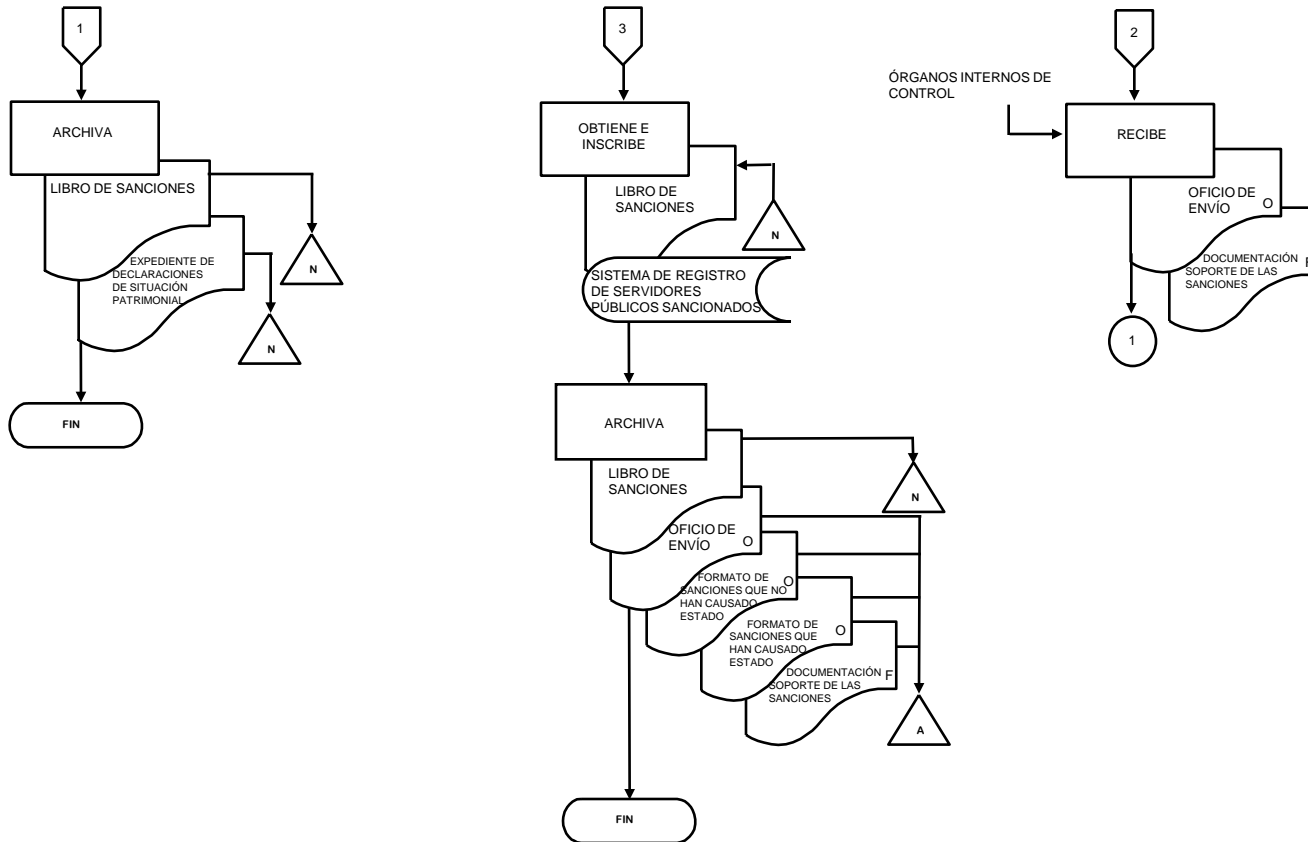 1
ARCHIVA
LIBRO DE SANCIONES
N
EXPEDIENTE DE
DECLARACIONES
DE SITUACIÓN
PATRIMONIAL
N
FIN
3
OBTIENE E
INSCRIBE
LIBRO DE
SANCIONES
N
SISTEMA DE REGISTRO
DE SERVIDORES
PÚBLICOS SANCIONADOS
ARCHIVA
LIBRO DE
SANCIONES
N
OFICIO DE
ENVÍO O
FORMATO DE
SANCIONES QUE NO
HAN CAUSADO
ESTADO
O
FORMATO DE
SANCIONES QUE
HAN CAUSADO
ESTADO
O
DOCUMENTACIÓN
SOPORTE DE LAS
SANCIONES
F
A
FIN
2
ÓRGANOS INTERNOS DE
CONTROL
RECIBE
OFICIO DE
ENVÍO O
DOCUMENTACIÓN
SOPORTE DE LAS
SANCIONES
F
1